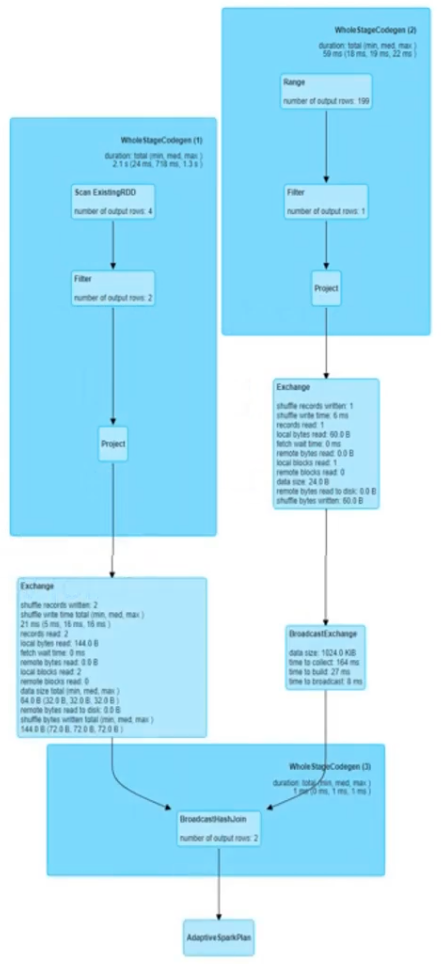 WholeStageCodegen (2)
duration: total (min, med, max )
59 ms (18 ms, 19 ms, 22 ms )
Range
number of output rows: 199
Filter
number of output rows: 1
Project
Exchange
shuffle records written: 1
shuffle write time: 6 ms
records read: 1
local bytes read: 60.0 B
fetch wait time: 0 ms
remote bytes read: 0.0 B
local blocks read: 1
remote blocks read: 0
data size: 24.0 B
remote bytes read to disk: 0.0 B
shuffle bytes written: 60.0 B
BroadcastExchange
data size: 1024.0 KiB
time to collect: 164 ms
time to build: 27 ms
time to broadcast: 8 ms
WholeStageCodegen (1)
duration: total (min, med, max )
2.1 s (24 ms, 718 ms, 1.3 s )
Scan ExistingRDD
number of output rows: 4
Filter
number of output rows: 2
Project
Exchange
shuffle records written: 2
shuffle write time total (min, med, max )
21 ms (5 ms, 16 ms, 16 ms )
records read: 2
local bytes read: 144.0 B
fetch wait time: 0 ms
remote bytes read: 0.0 B
local blocks read: 2
remote blocks read: 0
data size total (min, med, max )
64.0 B (32.0 B, 32.0 B, 32.0 B )
remote bytes read to disk: 0.0 B
shuffle bytes written total (min, med, max )
144.0 B (72.0 B, 72.0 B, 72.0 B )
WholeStageCodegen (3)
duration: total (min, med, max )
1 ms (0 ms, 1 ms, 1 ms )
BroadcastHashJoin
number of output rows: 2
AdaptiveSparkPlan